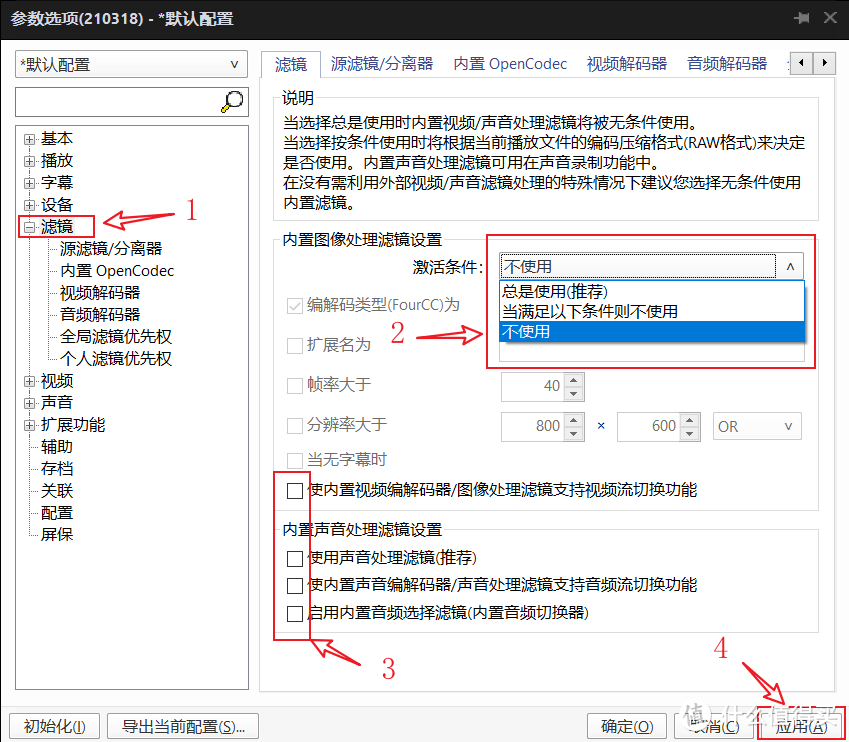 参数选项(210318) - *默认配置
*默认配置
基本
播放
字幕
设备
滤镜
源滤镜/分离器
内置 OpenCodec
视频解码器
音频解码器
全局滤镜优先权
个人滤镜优先权
视频
声音
扩展功能
辅助
存档
关联
配置
屏保
1
滤镜 源滤镜/分离器 内置 OpenCodec 视频解码器 音频解码器
说明
当选择总是使用时内置视频/声音处理滤镜将被无条件使用。
当选择按条件使用时将根据当前播放文件的编码压缩格式(RAW格式)来决定
是否使用。内置声音处理滤镜可用在声音录制功能中。
在没有需利用外部视频/声音滤镜处理的特殊情况下建议您选择无条件使用
内置滤镜。
内置图像处理滤镜设置
激活条件: 不使用
总是使用(推荐)
当满足以下条件则不使用
不使用
编解码类型(FourCC)为
2
扩展名为
帧率大于 40
分辨率大于 800 × 600 OR
当无字幕时
使内置视频编解码器/图像处理滤镜支持视频流切换功能
内置声音处理滤镜设置
使用声音处理滤镜(推荐)
使内置声音编解码器/声音处理滤镜支持音频流切换功能
启用内置音频选择滤镜(内置音频切换器)
3
4
初始化(I) 导出当前配置(S)... 确定(O) 取消(C) 应用(A)
值 什么值得买